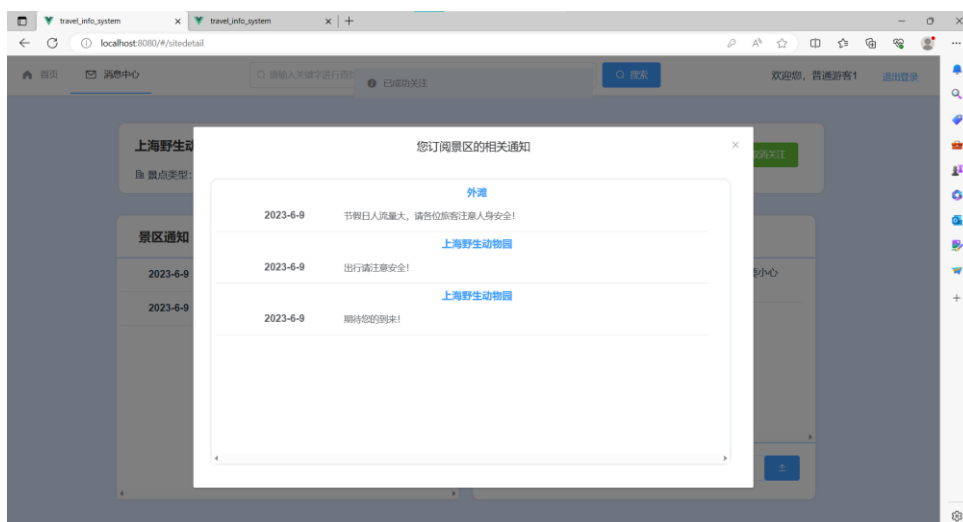 travel_info_system
travel_info_system
localhost:8080/#/sitedetail
首页 消息中心
请输入关键字进行查找
已成功关注
搜索
欢迎您，普通游客1
退出登录
上海野生动
景点类型：
取消关注
您订阅景区的相关通知
外滩
2023-6-9 节假日人流量大，请各位旅客注意人身安全！
上海野生动物园
2023-6-9 出行请注意安全！
上海野生动物园
2023-6-9 期待您的到来！
景区通知
2023-6-9
2023-6-9
小心